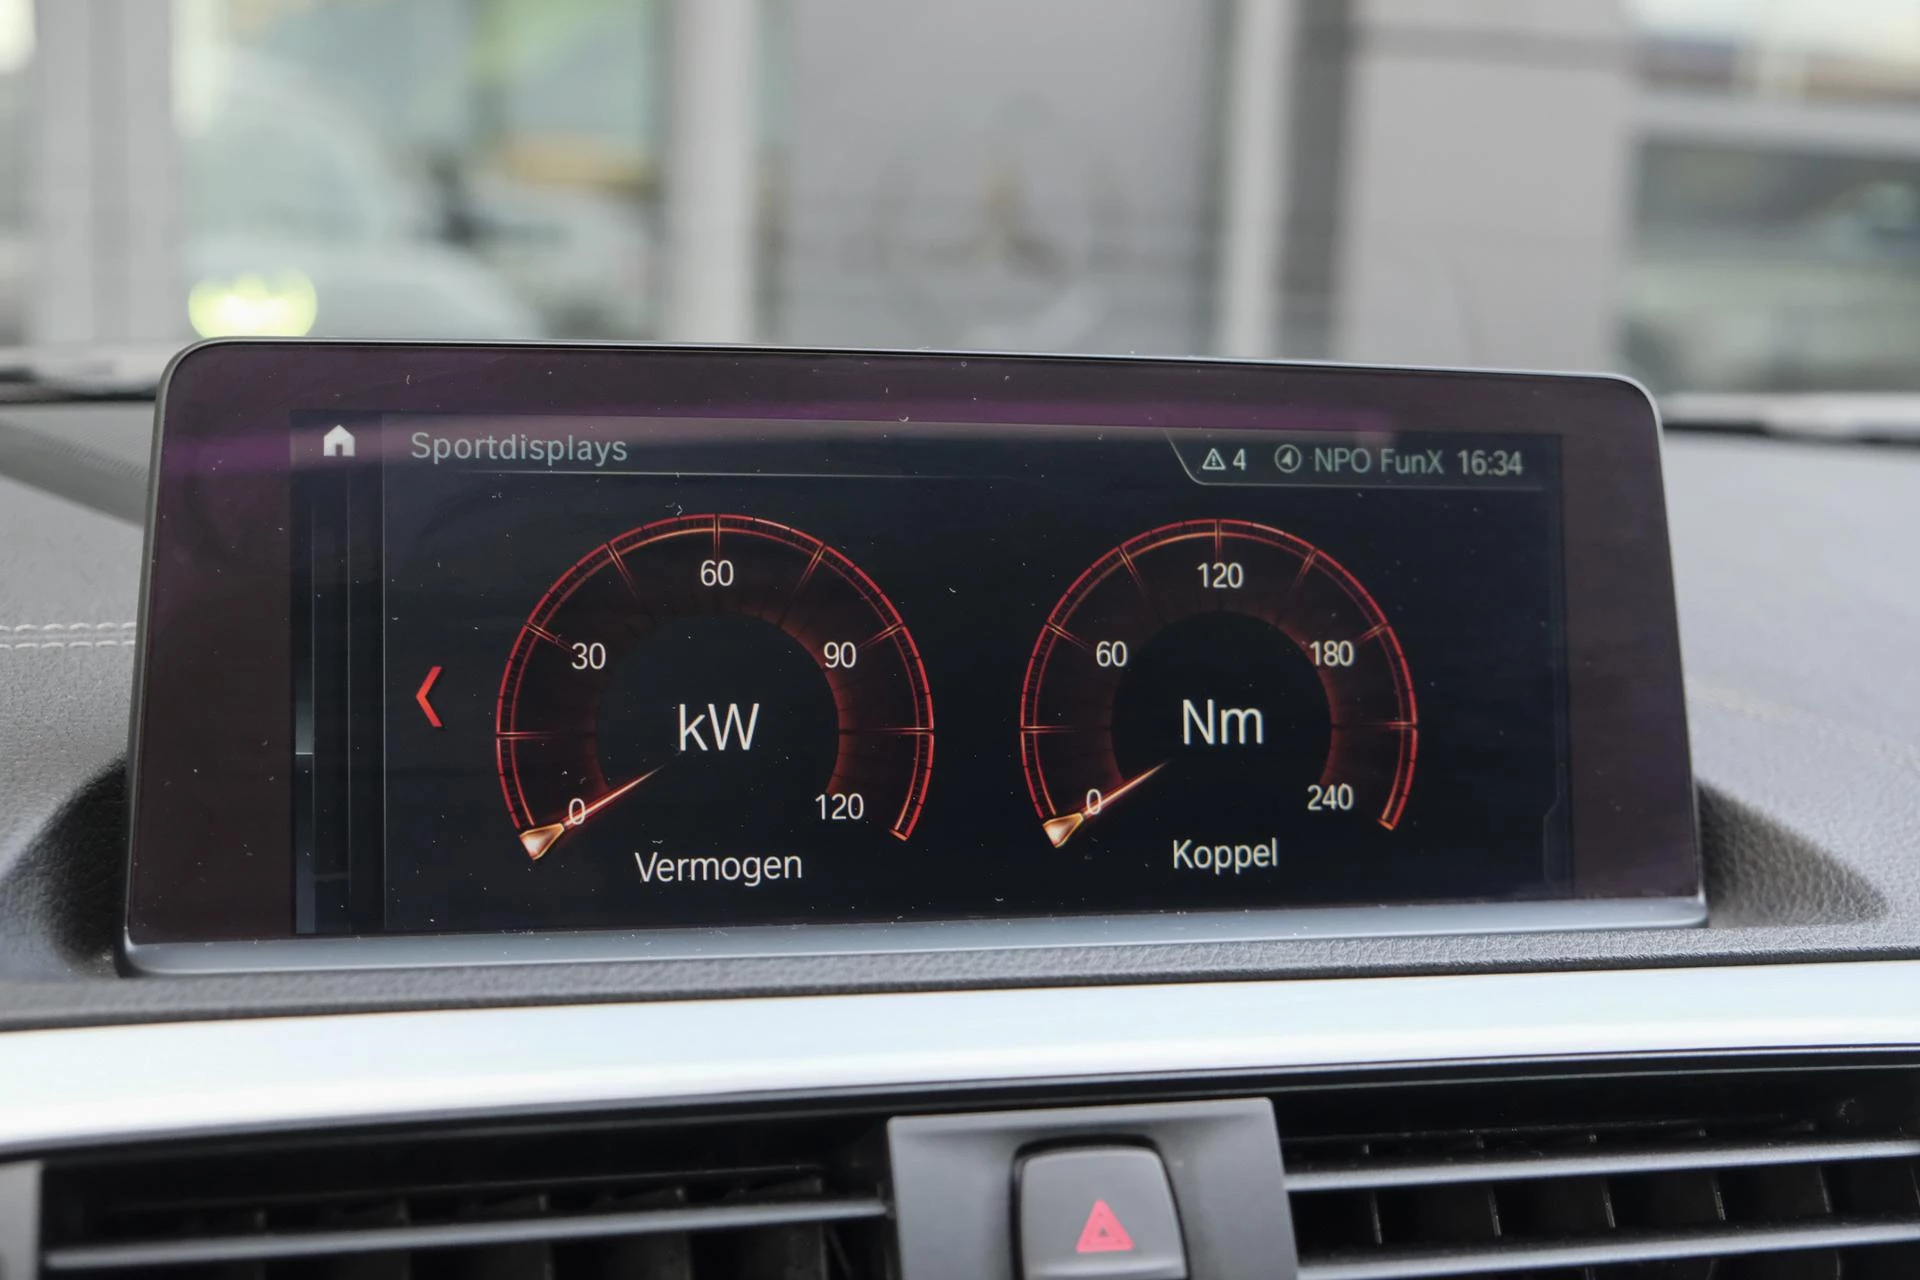 Sportdisplays
4 NPO FunX 16:34
60
30 90
kW
0 120
Vermogen
120
60 180
Nm
0 240
Koppel